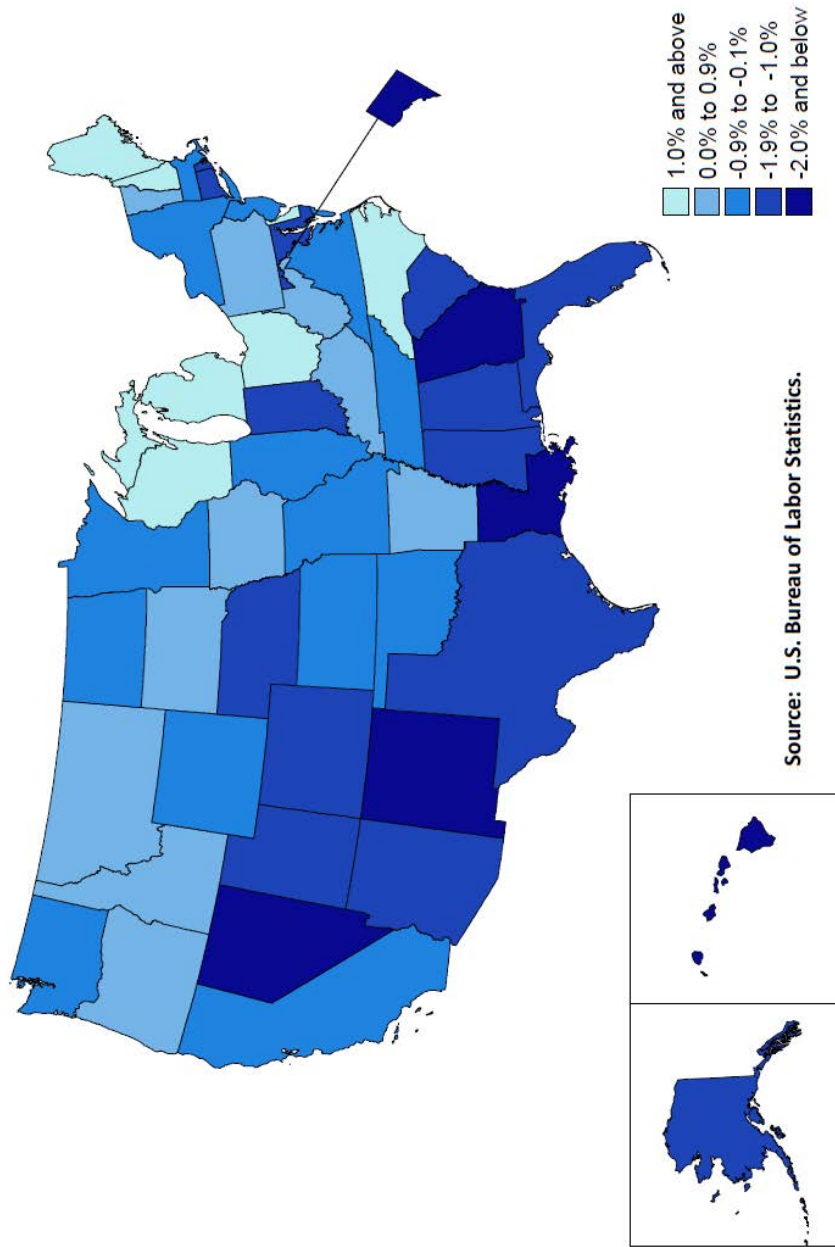 1.0% and above
0.0% to 0.9%
-0.9% to -0.1%
-1.9% to -1.0%
-2.0% and below
Source: U.S. Bureau of Labor Statistics.